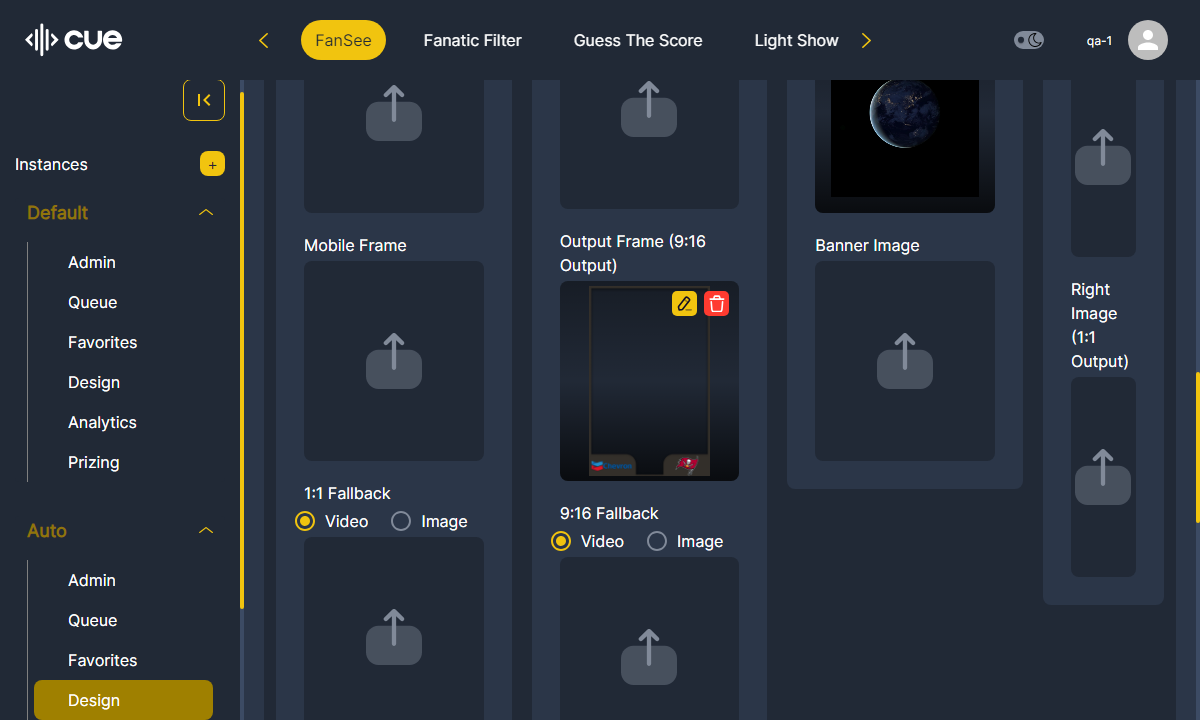 cue
FanSee
Fanatic Filter
Guess The Score
Light Show
qa-1
Instances
+
Default
Admin
Queue
Favorites
Design
Analytics
Prizing
Auto
Admin
Queue
Favorites
Design
Mobile Frame
1:1 Fallback
Video
Image
Output Frame (9:16
Output)
9:16 Fallback
Video
Image
Banner Image
Right
Image
(1:1
Output)